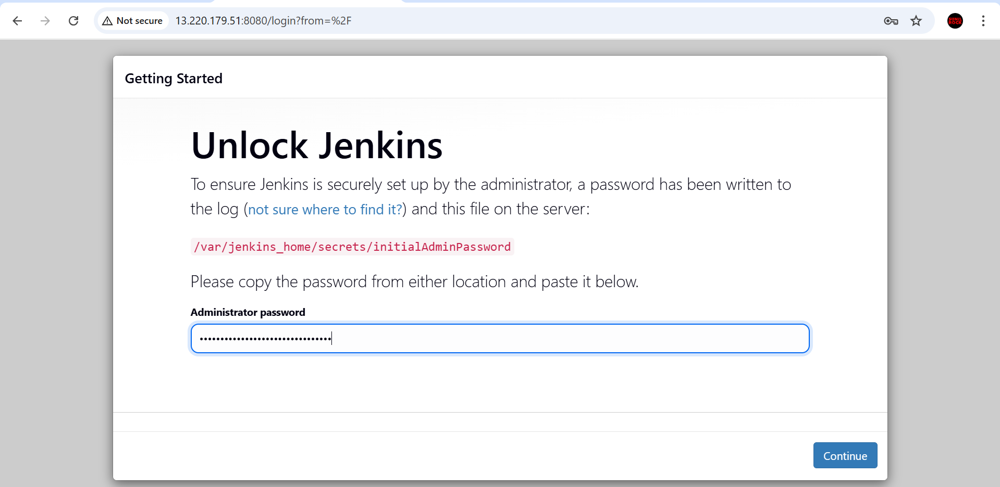 Not secure
13.220.179.51:8080/login?from=%2F
SUNIL
ROCK
Getting Started
Unlock Jenkins
To ensure Jenkins is securely set up by the administrator, a password has been written to
the log (not sure where to find it?) and this file on the server:
/var/jenkins_home/secrets/initialAdminPassword
Please copy the password from either location and paste it below.
Administrator password
Continue